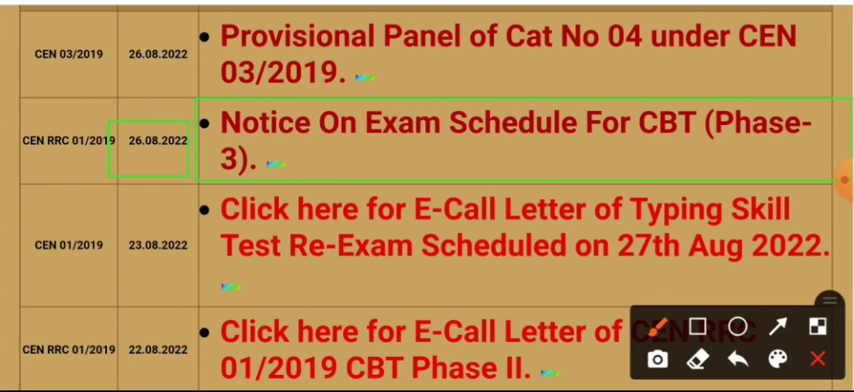 CEN 03/2019 26.08.2022 • Provisional Panel of Cat No 04 under CEN
03/2019.
CEN RRC 01/2019 26.08.2022 • Notice On Exam Schedule For CBT (Phase-
3).
CEN 01/2019 23.08.2022 • Click here for E-Call Letter of Typing Skill
Test Re-Exam Scheduled on 27th Aug 2022.
CEN RRC 01/2019 22.08.2022 • Click here for E-Call Letter of CEN RRC
01/2019 CBT Phase II.